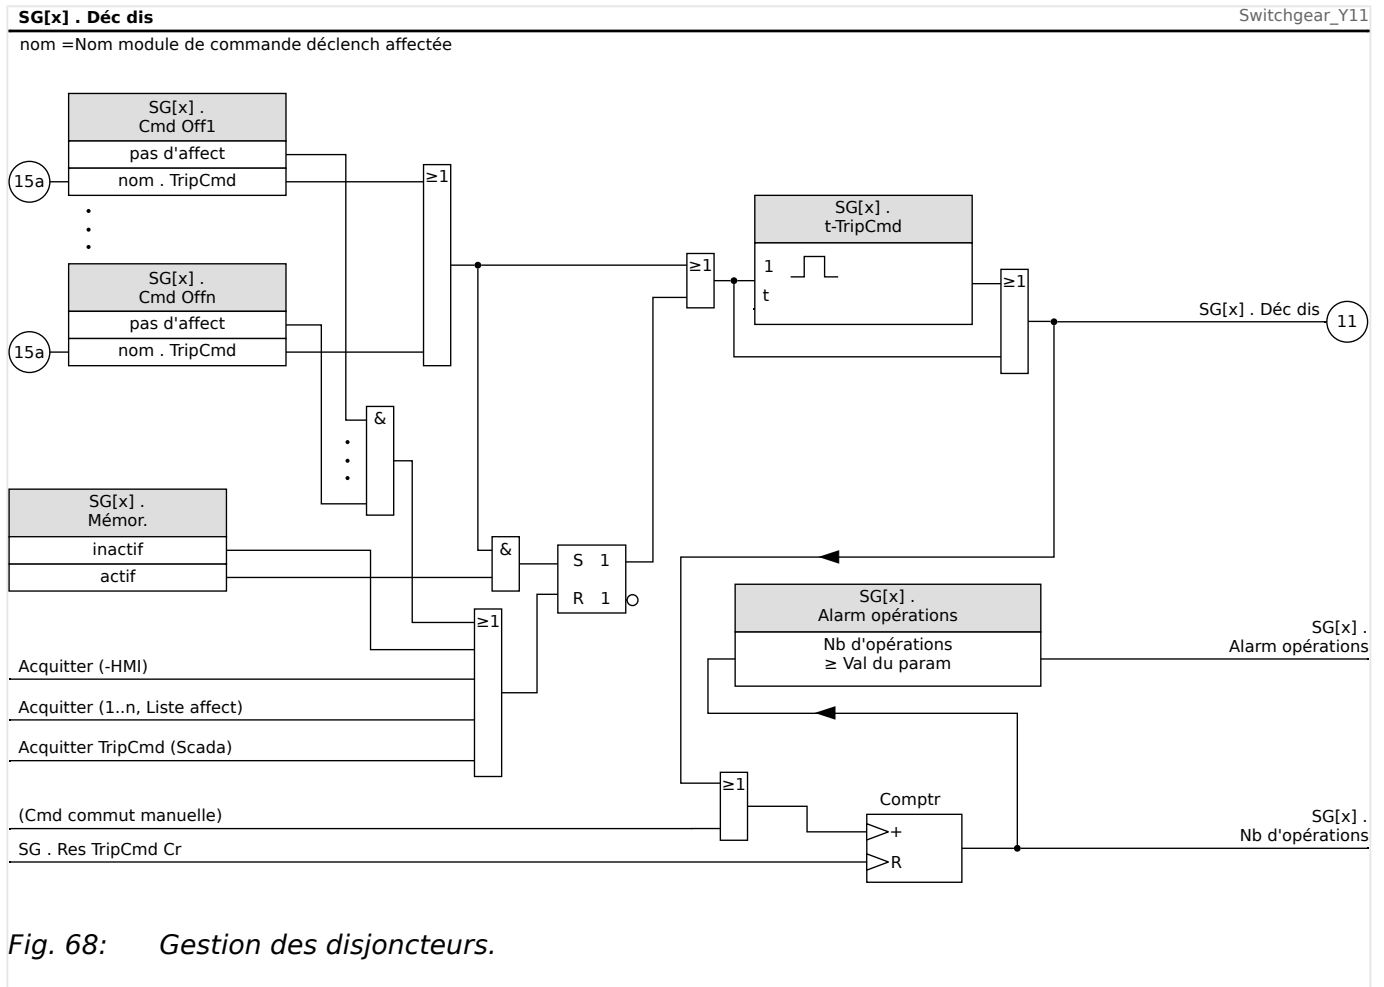 SG[x] . Déc dis
Switchgear_Y11
nom =Nom module de commande déclench affectée
SG[x] .
Cmd Off1
pas d'affect
15a
nom . TripCmd
≥1
SG[x] .
t-TripCmd
1
t
SG[x] .
Cmd Offn
pas d'affect
15a
nom . TripCmd
≥1
≥1
SG[x] . Déc dis
11
&
SG[x] .
Mémor.
inactif
actif
&
S 1
R 1
≥1
SG[x] .
Alarm opérations
Nb d'opérations
≥ Val du param
SG[x] .
Alarm opérations
Acquitter (-HMI)
Acquitter (1..n, Liste affect)
Acquitter TripCmd (Scada)
≥1
Comptr
(Cmd commut manuelle)
+
SG[x] .
Nb d'opérations
SG . Res TripCmd Cr
R
Fig. 68: Gestion des disjoncteurs.